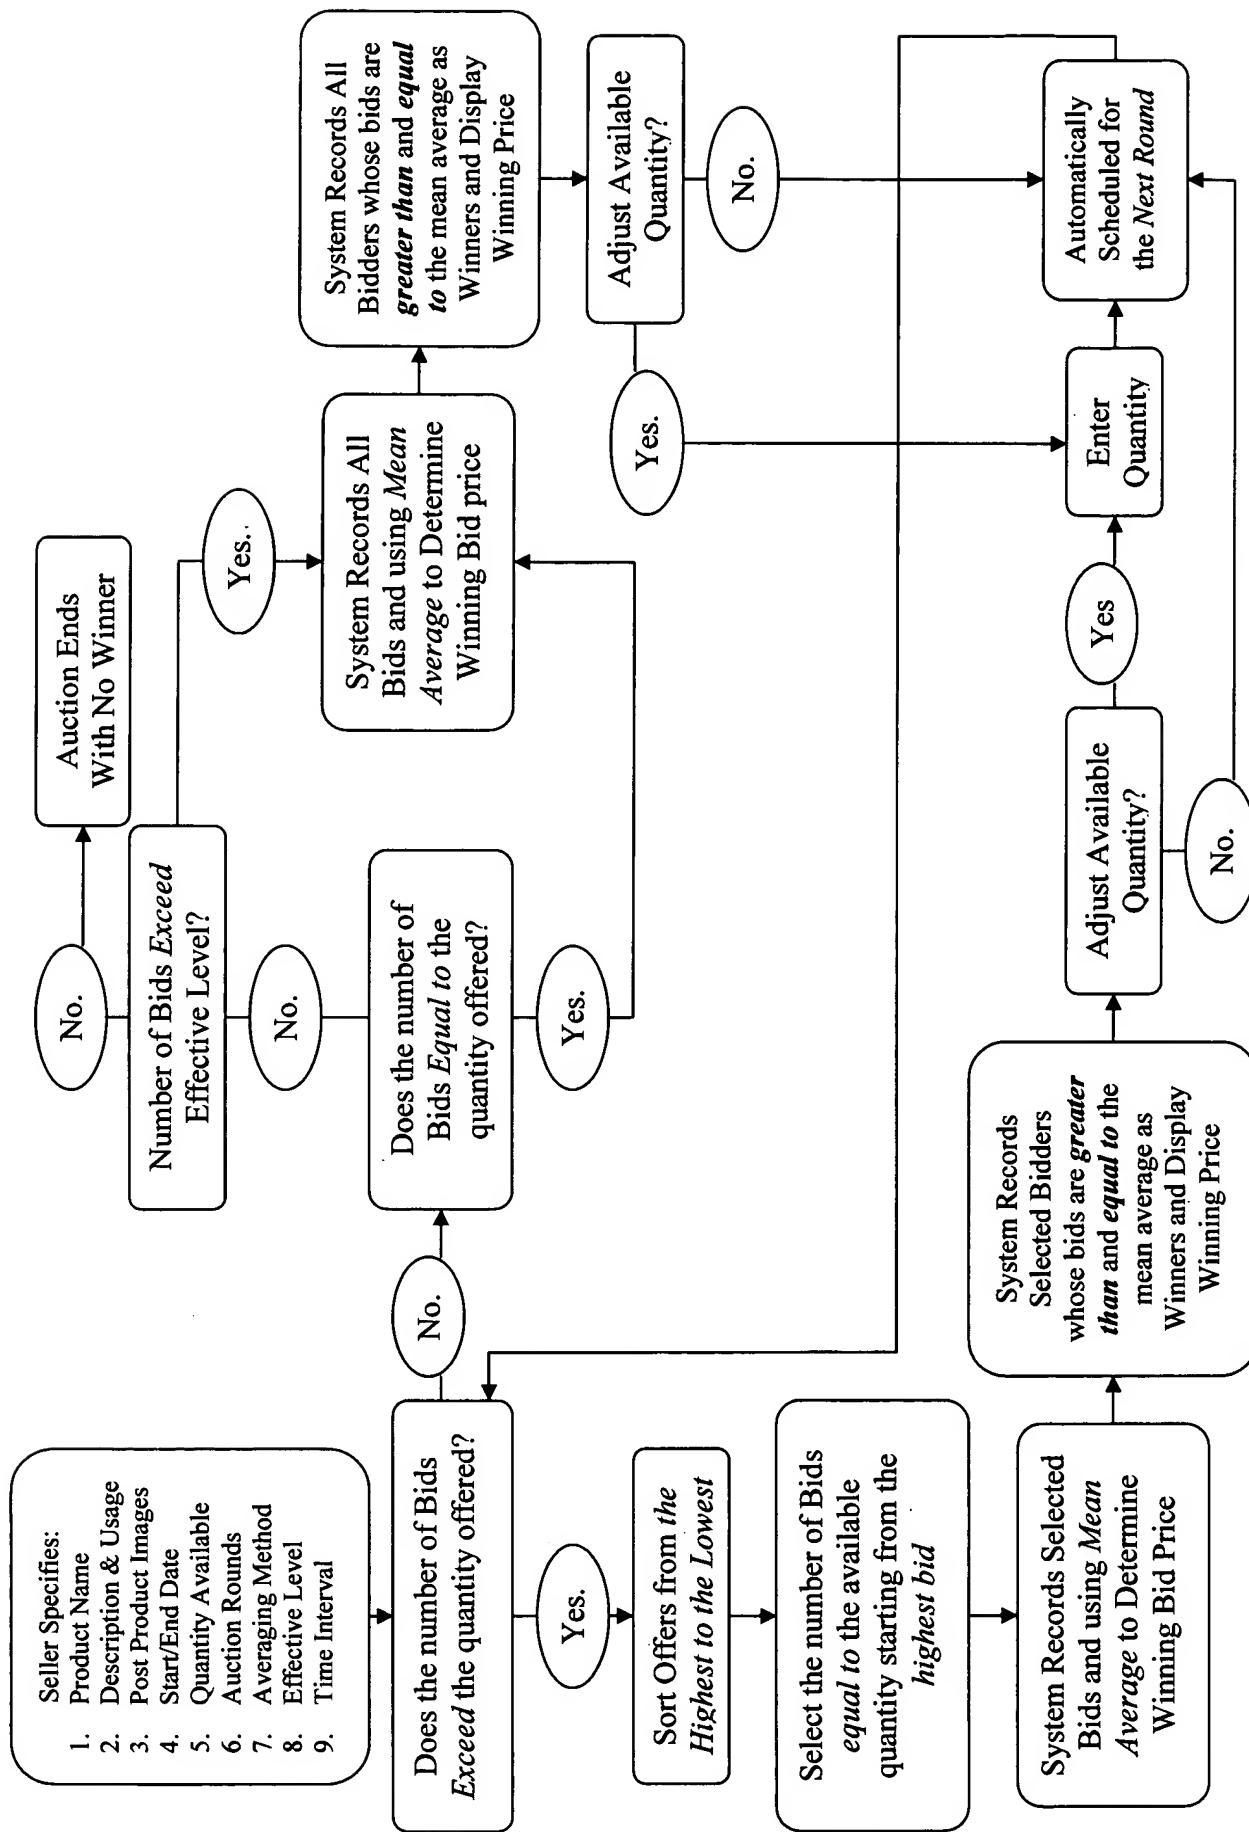 Seller Specifies:
1. Product Name
2. Description & Usage
3. Post Product Images
4. Start/End Date
5. Quantity Available
6. Auction Rounds
7. Averaging Method
8. Effective Level
9. Time Interval
Does the number of Bids
Exceed the quantity offered?
No.
Does the number of
Bids Equal to the
quantity offered?
No.
Number of Bids Exceed
Effective Level?
No.
Auction Ends
With No Winner
Yes.
Yes.
System Records All
Bids and using Mean
Average to Determine
Winning Bid price
System Records All
Bidders whose bids are
greater than and equal
to the mean average as
Winners and Display
Winning Price
Adjust Available
Quantity?
Yes.
No.
Yes.
Sort Offers from the
Highest to the Lowest
Select the number of Bids
equal to the available
quantity starting from the
highest bid
System Records Selected
Bids and using Mean
Average to Determine
Winning Bid Price
System Records
Selected Bidders
whose bids are greater
than and equal to the
mean average as
Winners and Display
Winning Price
Adjust Available
Quantity?
Yes
No.
Enter
Quantity
Automatically
Scheduled for
the Next Round